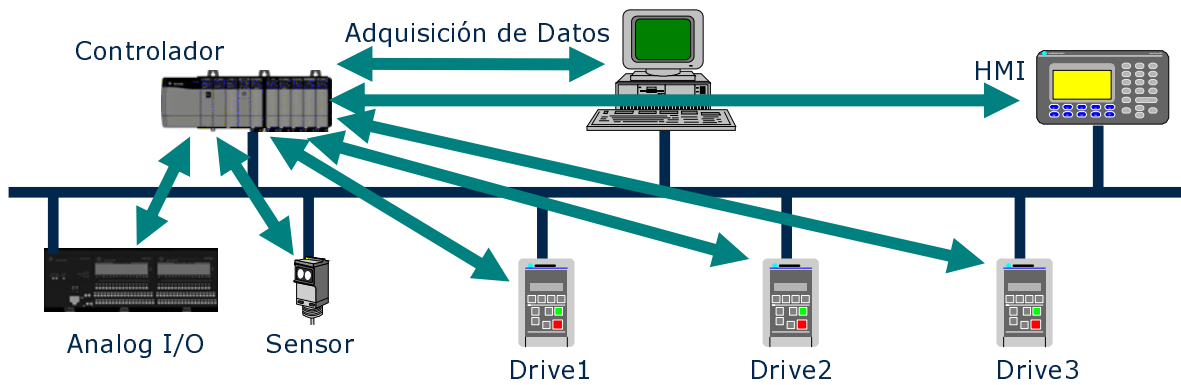 Adquisición de Datos
Controlador
HMI
Analog I/O
Sensor
Drive1
Drive2
Drive3